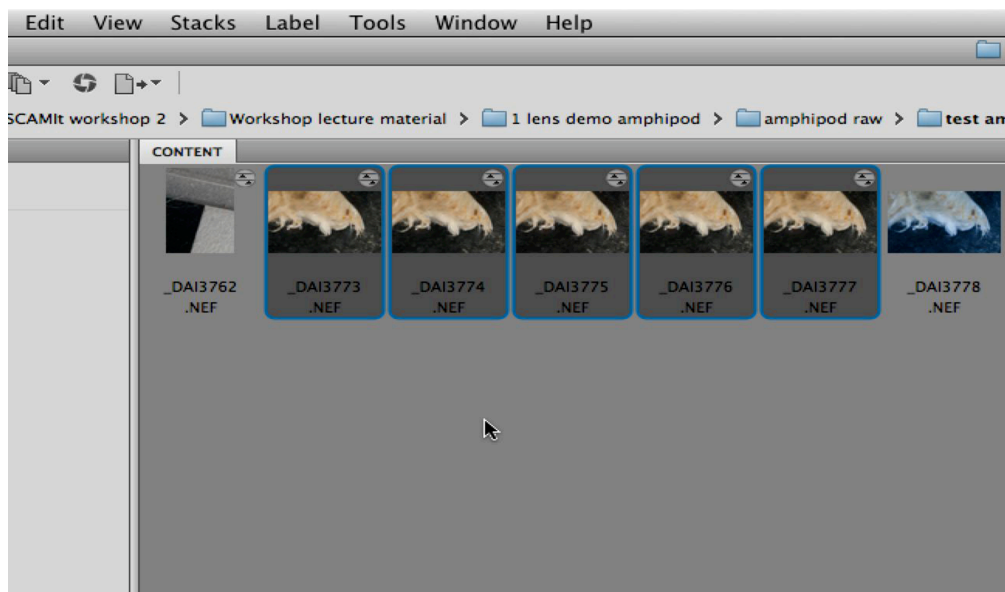 Edit View Stacks Label Tools Window Help
SCAMIt workshop 2 > Workshop lecture material > 1 lens demo amphipod > amphipod raw > test am
CONTENT
_DAI3762 _DAI3773 _DAI3774 _DAI3775 _DAI3776 _DAI3777 _DAI3778
.NEF .NEF .NEF .NEF .NEF .NEF .NEF